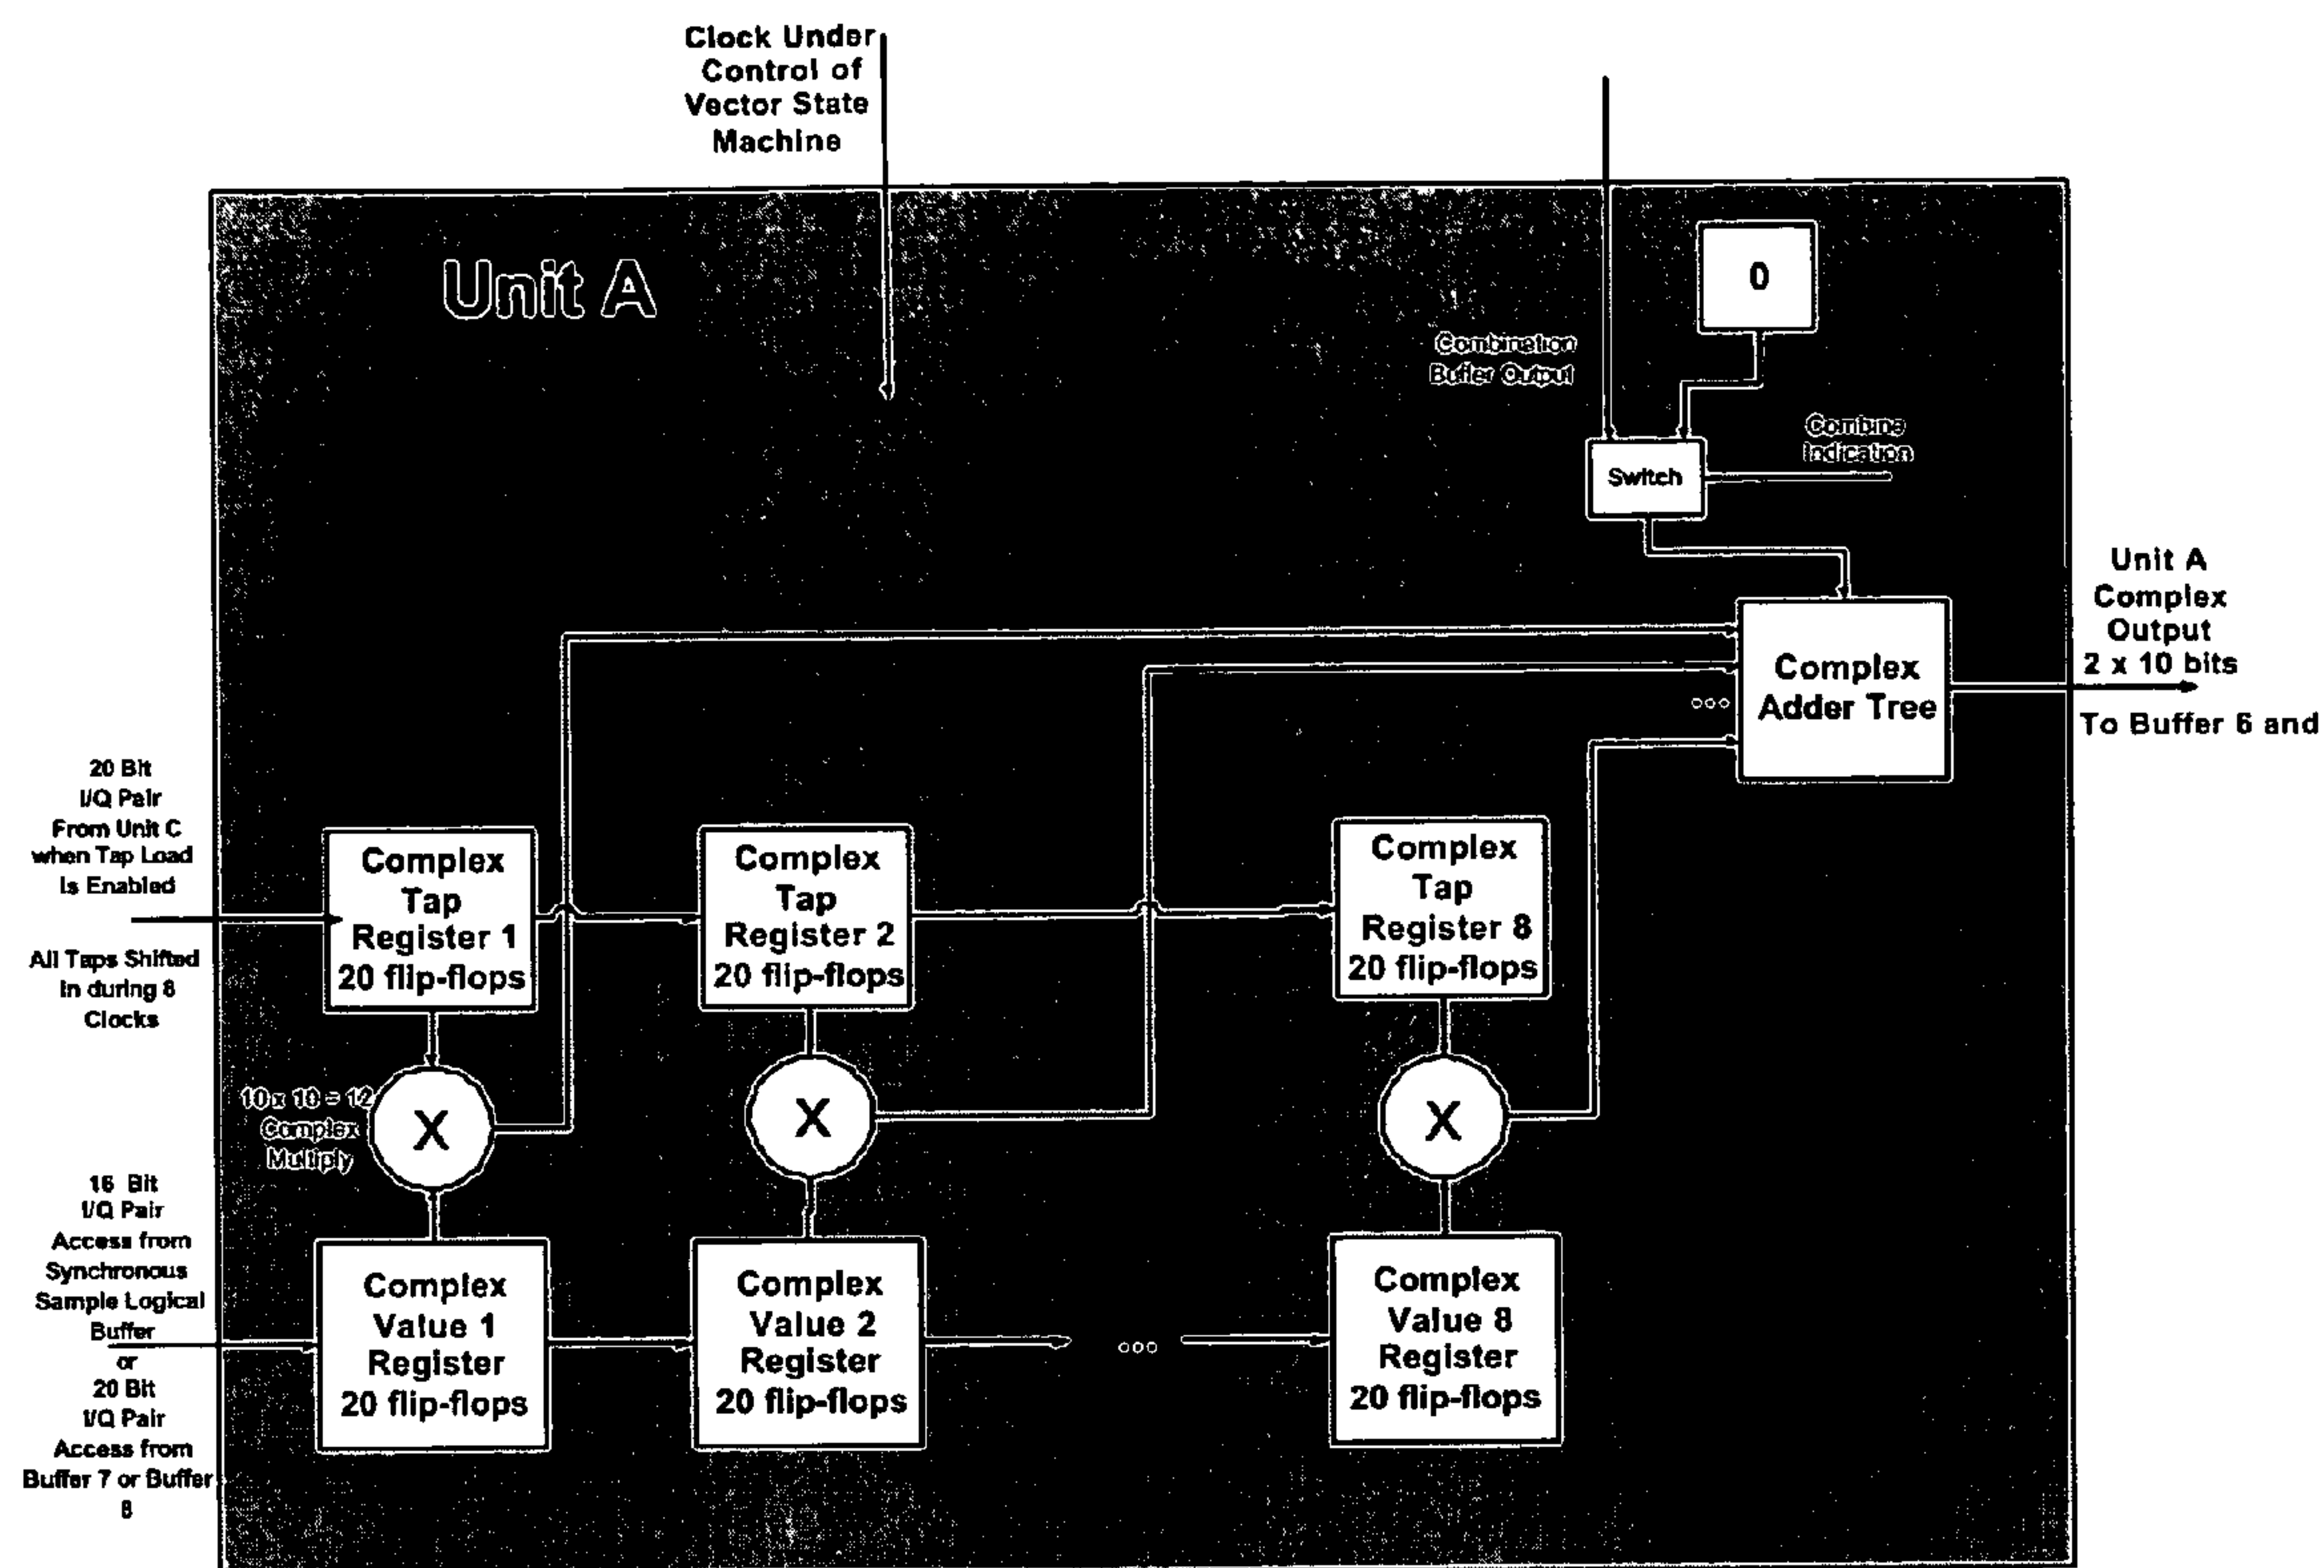 Clock Under
Control of
Vector State
Machine
Unit A
0
Combination
Buffer Output
Combine
Indication
Switch
Unit A
Complex
Output
2 x 10 bits
To Buffer 6 and
Complex
Adder Tree
ooo
20 Bit
I/Q Pair
From Unit C
when Tap Load
Is Enabled
All Taps Shifted
In during 8
Clocks
Complex
Tap
Register 1
20 flip-flops
Complex
Tap
Register 2
20 flip-flops
Complex
Tap
Register 8
20 flip-flops
10 x 10 = 12
Complex
Multiply
X
X
X
16 Bit
I/Q Pair
Access from
Synchronous
Sample Logical
Buffer
or
20 Bit
I/Q Pair
Access from
Buffer 7 or Buffer
8
Complex
Value 1
Register
20 flip-flops
Complex
Value 2
Register
20 flip-flops
ooo
Complex
Value 8
Register
20 flip-flops